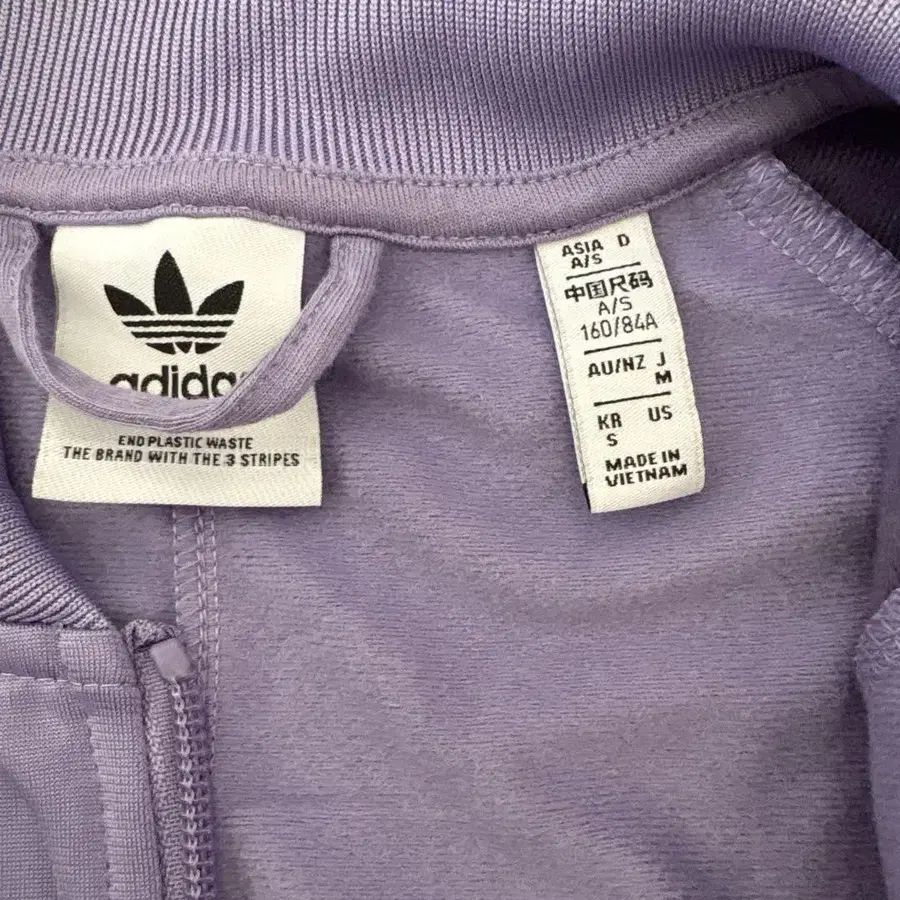 adidas
END PLASTIC WASTE
THE BRAND WITH THE 3 STRIPES
ASIA D
A/S
中国尺码
A/S
160/84A
AU/NZ J
M
KR US
S
MADE IN
VIETNAM